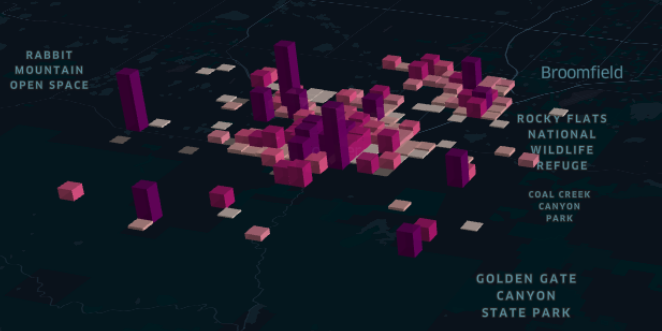 RABBIT
MOUNTAIN
OPEN SPACE
Broomfield
ROCKY FLATS
NATIONAL
WILDLIFE
REFUGE
COAL CREEK
CANYON
PARK
GOLDEN GATE
CANYON
STATE PARK